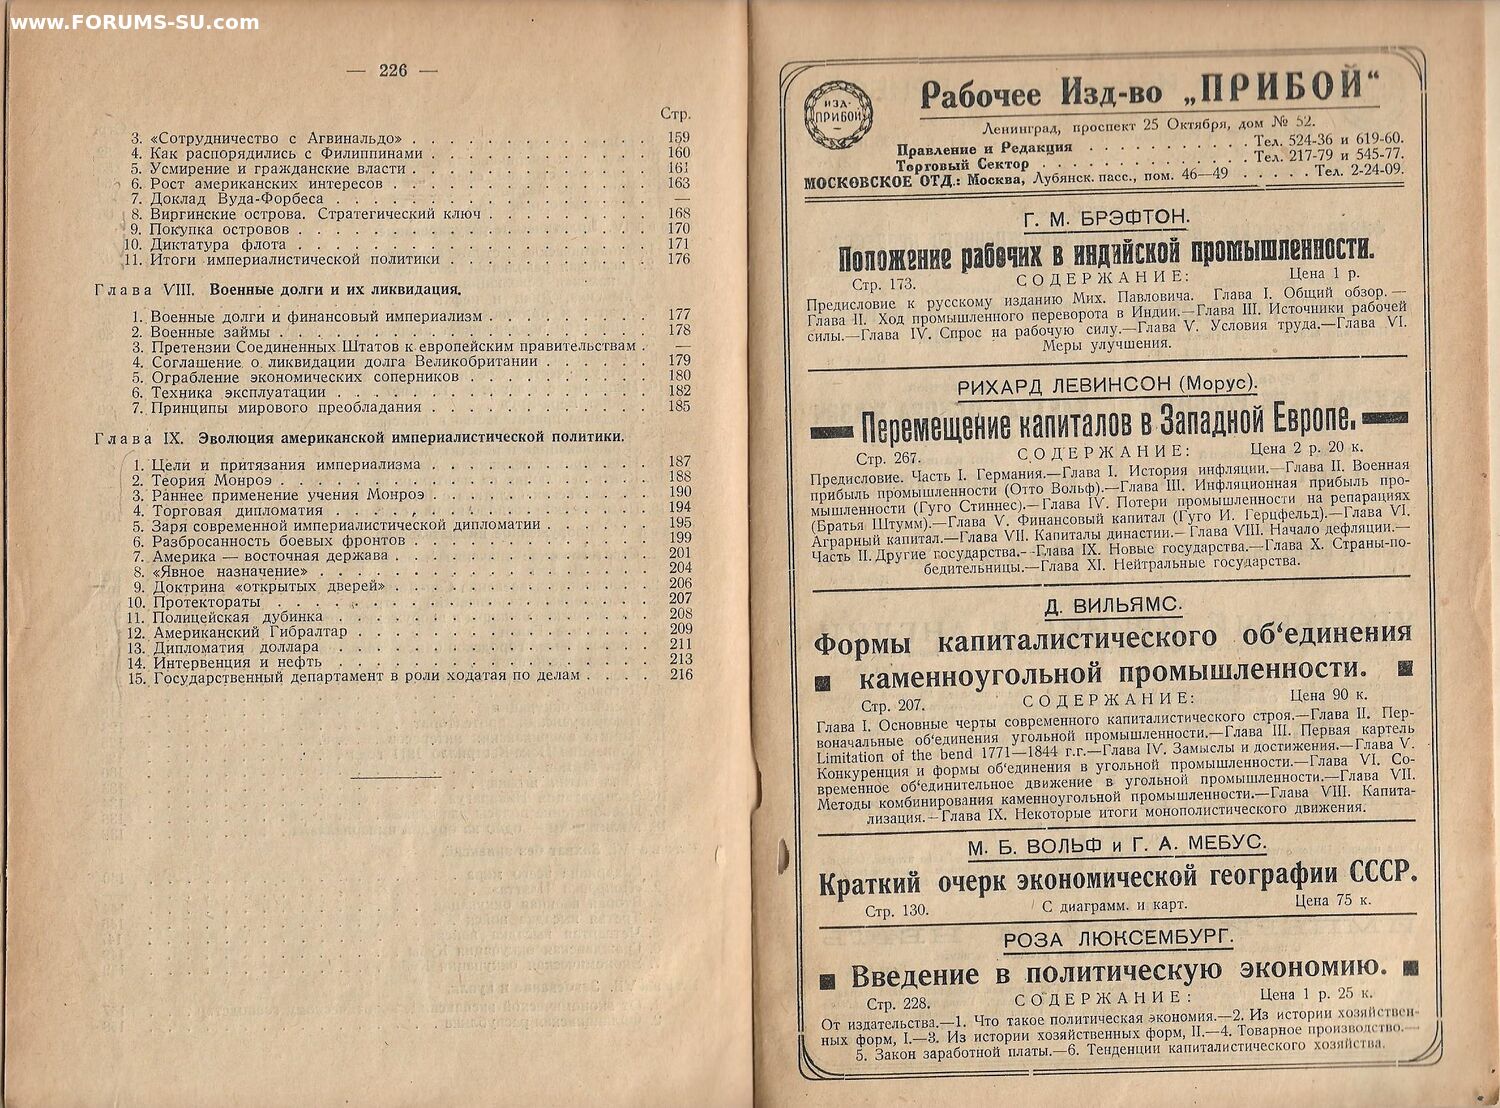 www.FORUMS-SU.com
— 226 —
Стр.
3. «Сотрудничество с Агвинальдо» . . . . . . . . . . . . . 159
4. Как распорядились с Филиппинами . . . . . . . . . . . . 160
5. Усмирение и гражданские власти . . . . . . . . . . . . . 161
6. Рост американских интересов . . . . . . . . . . . . . . 163
7. Доклад Вуда-Форбеса . . . . . . . . . . . . . . . . . —
8. Виргинские острова. Стратегический ключ . . . . . . . . . 168
9. Покупка островов . . . . . . . . . . . . . . . . . . . 170
10. Диктатура флота . . . . . . . . . . . . . . . . . . . 171
11. Итоги империалистической политики . . . . . . . . . . . 176
Глава VIII. Военные долги и их ликвидация.
1. Военные долги и финансовый империализм . . . . . . . . . 177
2. Военные займы . . . . . . . . . . . . . . . . . . . . 178
3. Претензии Соединенных Штатов к европейским правительствам . —
4. Соглашение о ликвидации долга Великобритании . . . . . . 179
5. Ограбление экономических соперников . . . . . . . . . . 180
6. Техника эксплуатации . . . . . . . . . . . . . . . . . 182
7. Принципы мирового преобладания . . . . . . . . . . . . 185
Глава IX. Эволюция американской империалистической политики.
1. Цели и притязания империализма . . . . . . . . . . . . 187
2. Теория Монроэ . . . . . . . . . . . . . . . . . . . . 188
3. Раннее применение учения Монроэ . . . . . . . . . . . . 190
4. Торговая дипломатия . . . . . . . . . . . . . . . . . 194
5. Заря современной империалистической дипломатии . . . . . . 195
6. Разбросанность боевых фронтов . . . . . . . . . . . . . 199
7. Америка — восточная держава . . . . . . . . . . . . . . 201
8. «Явное назначение» . . . . . . . . . . . . . . . . . . 204
9. Доктрина «открытых дверей» . . . . . . . . . . . . . . 206
10. Протектораты . . . . . . . . . . . . . . . . . . . . 207
11. Полицейская дубинка . . . . . . . . . . . . . . . . . 208
12. Американский Гибралтар . . . . . . . . . . . . . . . . 209
13. Дипломатия доллара . . . . . . . . . . . . . . . . . 211
14. Интервенция и нефть . . . . . . . . . . . . . . . . . 213
15. Государственный департамент в роли ходатая по делам . . . . 216
ИЗД-
ПРИБОЙ
Рабочее Изд-во „ПРИБОЙ“
Ленинград, проспект 25 Октября, дом № 52.
Правление и Редакция . . . . . . . . . . Тел. 524-36 и 619-60.
Торговый Сектор . . . . . . . . . . . . Тел. 217-79 и 545-77.
МОСКОВСКОЕ ОТД.: Москва, Лубянск. пасс., пом. 46—49 . . . . . Тел. 2-24-09.
Г. М. БРЭФТОН.
Положение рабочих в индийской промышленности.
Стр. 173. СОДЕРЖАНИЕ: Цена 1 р.
Предисловие к русскому изданию Мих. Павловича. Глава I. Общий обзор.—
Глава II. Ход промышленного переворота в Индии.—Глава III. Источники рабочей
силы.—Глава IV. Спрос на рабочую силу.—Глава V. Условия труда.—Глава VI.
Меры улучшения.
РИХАРД ЛЕВИНСОН (Морус).
Перемещение капиталов в Западной Европе.
Стр. 267. СОДЕРЖАНИЕ: Цена 2 р. 20 к.
Предисловие. Часть I. Германия.—Глава I. История инфляции.—Глава II. Военная
прибыль промышленности (Отто Вольф).—Глава III. Инфляционная прибыль про-
мышленности (Гуго Стиннес).—Глава IV. Потери промышленности на репарациях
(Братья Штумм).—Глава V. Финансовый капитал (Гуго И. Герцфельд).—Глава VI.
Аграрный капитал.—Глава VII. Капиталы династии.—Глава VIII. Начало дефляции.—
Часть II. Другие государства.—Глава IX. Новые государства.—Глава X. Страны-по-
бедительницы.—Глава XI. Нейтральные государства.
Д. ВИЛЬЯМС.
Формы капиталистического об‘единения
каменноугольной промышленности.
Стр. 207. СОДЕРЖАНИЕ: Цена 90 к.
Глава I. Основные черты современного капиталистического строя.—Глава II. Пер-
воначальные об‘единения угольной промышленности.—Глава III. Первая картель
Limitation of the bend 1771—1844 г.г.—Глава IV. Замыслы и достижения.—Глава V.
Конкуренция и формы об‘единения в угольной промышленности.—Глава VI. Со-
временное об‘единительное движение в угольной промышленности.—Глава VII.
Методы комбинирования каменноугольной промышленности.—Глава VIII. Капита-
лизация.—Глава IX. Некоторые итоги монополистического движения.
М. Б. ВОЛЬФ и Г. А. МЕБУС.
Краткий очерк экономической географии СССР.
Стр. 130. С диаграмм. и карт. Цена 75 к.
РОЗА ЛЮКСЕМБУРГ.
Введение в политическую экономию.
Стр. 228. СОДЕРЖАНИЕ: Цена 1 р. 25 к.
От издательства.—1. Что такое политическая экономия.—2. Из истории хозяйствен-
ных форм, I.—3. Из истории хозяйственных форм, II.—4. Товарное производство.—
5. Закон заработной платы.—6. Тенденции капиталистического хозяйства.